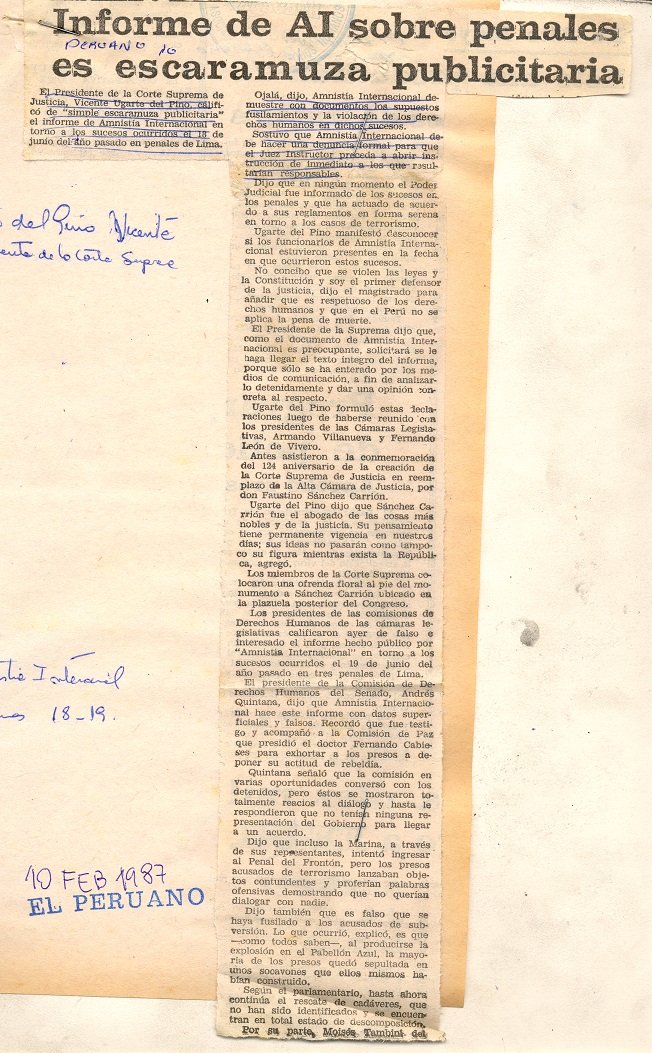 Informe de AI sobre penales
PERUANO 10
es escaramuza publicitaria
El Presidente de la Corte Suprema de
Justicia, Vicente Ugarte del Pino, califi-
có de "simple escaramuza publicitaria"
el informe de Amnistía Internacional en
torno a los sucesos ocurridos el 18 de
junio del año pasado en penales de Lima.
Ojalá, dijo, Amnistía Internacional de-
muestre con documentos los supuestos
fusilamientos y la violación de los dere-
chos humanos en dichos sucesos.
Sostuvo que Amnistía Internacional de-
be hacer una denuncia formal para que
el Juez Instructor preceda a abrir ins-
trucción de inmediato a los que resul-
tarían responsables.
Dijo que en ningún momento el Poder
Judicial fue informado de los sucesos en
los penales y que ha actuado de acuer-
do a sus reglamentos en forma serena
en torno a los casos de terrorismo.
Ugarte del Pino manifestó desconocer
si los funcionarios de Amnistía Interna-
cional estuvieron presentes en la fecha
en que ocurrieron estos sucesos.
No concibo que se violen las leyes y
la Constitución y soy el primer defensor
de la justicia, dijo el magistrado para
añadir que es respetuoso de los dere-
chos humanos y que en el Perú no se
aplica la pena de muerte.
El Presidente de la Suprema dijo que,
como el documento de Amnistía Inter-
nacional es preocupante, solicitará se le
haga llegar el texto íntegro del informe,
porque sólo se ha enterado por los me-
dios de comunicación, a fin de analizar-
lo detenidamente y dar una opinión con-
creta al respecto.
Ugarte del Pino formuló estas decla-
raciones luego de haberse reunido con
los presidentes de las Cámaras Legisla-
tivas, Armando Villanueva y Fernando
León de Vivero.
Antes asistieron a la conmemoración
del 124 aniversario de la creación de
la Corte Suprema de Justicia en reem-
plazo de la Alta Cámara de Justicia, por
don Faustino Sánchez Carrión.
Ugarte del Pino dijo que Sánchez Ca-
rrión fue el abogado de las cosas más
nobles y de la justicia. Su pensamiento
tiene permanente vigencia en nuestros
días; sus ideas no pasarán como tampo-
co su figura mientras exista la Repúbli-
ca, agregó.
Los miembros de la Corte Suprema co-
locaron una ofrenda floral al pie del mo-
numento a Sánchez Carrión ubicado en
la plazuela posterior del Congreso.
Los presidentes de las comisiones de
Derechos Humanos de las cámaras le-
gislativas calificaron ayer de falso e
interesado el informe hecho público por
"Amnistía Internacional" en torno a los
sucesos ocurridos el 19 de junio del
año pasado en tres penales de Lima.
El presidente de la Comisión de De-
rechos Humanos del Senado, Andrés
Quintana, dijo que Amnistía Internacio-
nal hace este informe con datos super-
ficiales y falsos. Recordó que fue testi-
go y acompañó a la Comisión de Paz
que presidió el doctor Fernando Cabie-
ses para exhortar a los presos a de-
poner su actitud de rebeldía.
Quintana señaló que la comisión en
varias oportunidades conversó con los
detenidos, pero éstos se mostraron to-
talmente reacios al diálogo y hasta le
respondieron que no tenían ninguna re-
presentación del Gobierno para llegar
a un acuerdo.
Dijo que incluso la Marina, a través
de sus representantes, intentó ingresar
al Penal del Frontón, pero los presos
acusados de terrorismo lanzaban obje-
tos contundentes y proferían palabras
ofensivas demostrando que no querían
dialogar con nadie.
Dijo también que es falso que se
haya fusilado a los acusados de sub-
versión. Lo que ocurrió, explicó, es que
—como todos saben—, al producirse la
explosión en el Pabellón Azul, la mayo-
ría de los presos quedó sepultada en
unos socavones que ellos mismos ha-
bían construido.
Según el parlamentario, hasta ahora
continúa el rescate de cadáveres, que
no han sido identificados y se encuen-
tran en total estado de descomposición.
Por su parte, Moisés Tambini del
del Pino Vicente
de la Corte Supre
18-19.
10 FEB 1987
EL PERUANO